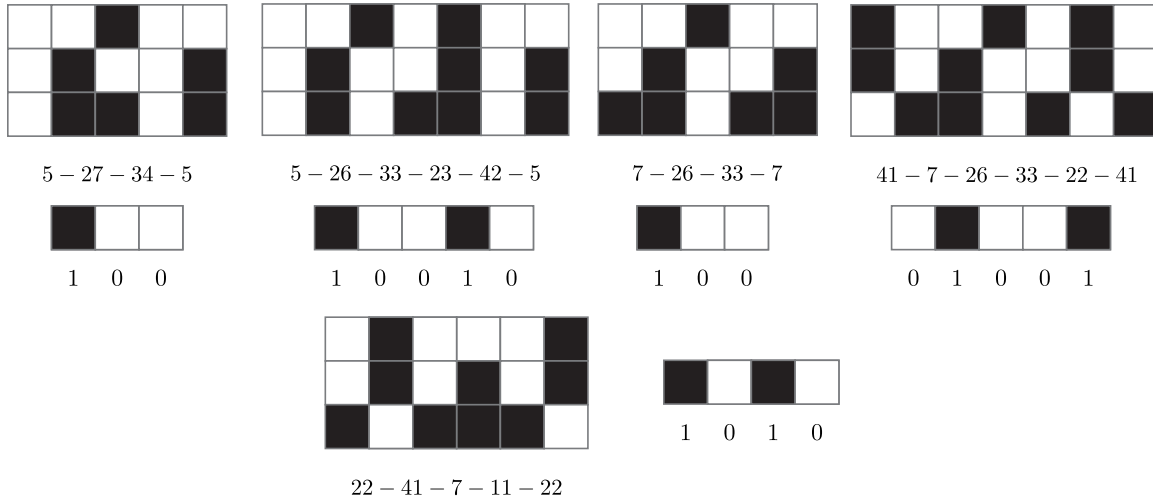 5 – 27 – 34 – 5
5 – 26 – 33 – 23 – 42 – 5
7 – 26 – 33 – 7
41 – 7 – 26 – 33 – 22 – 41
1 0 0
1 0 0 1 0
1 0 0
0 1 0 0 1
1 0 1 0
22 – 41 – 7 – 11 – 22